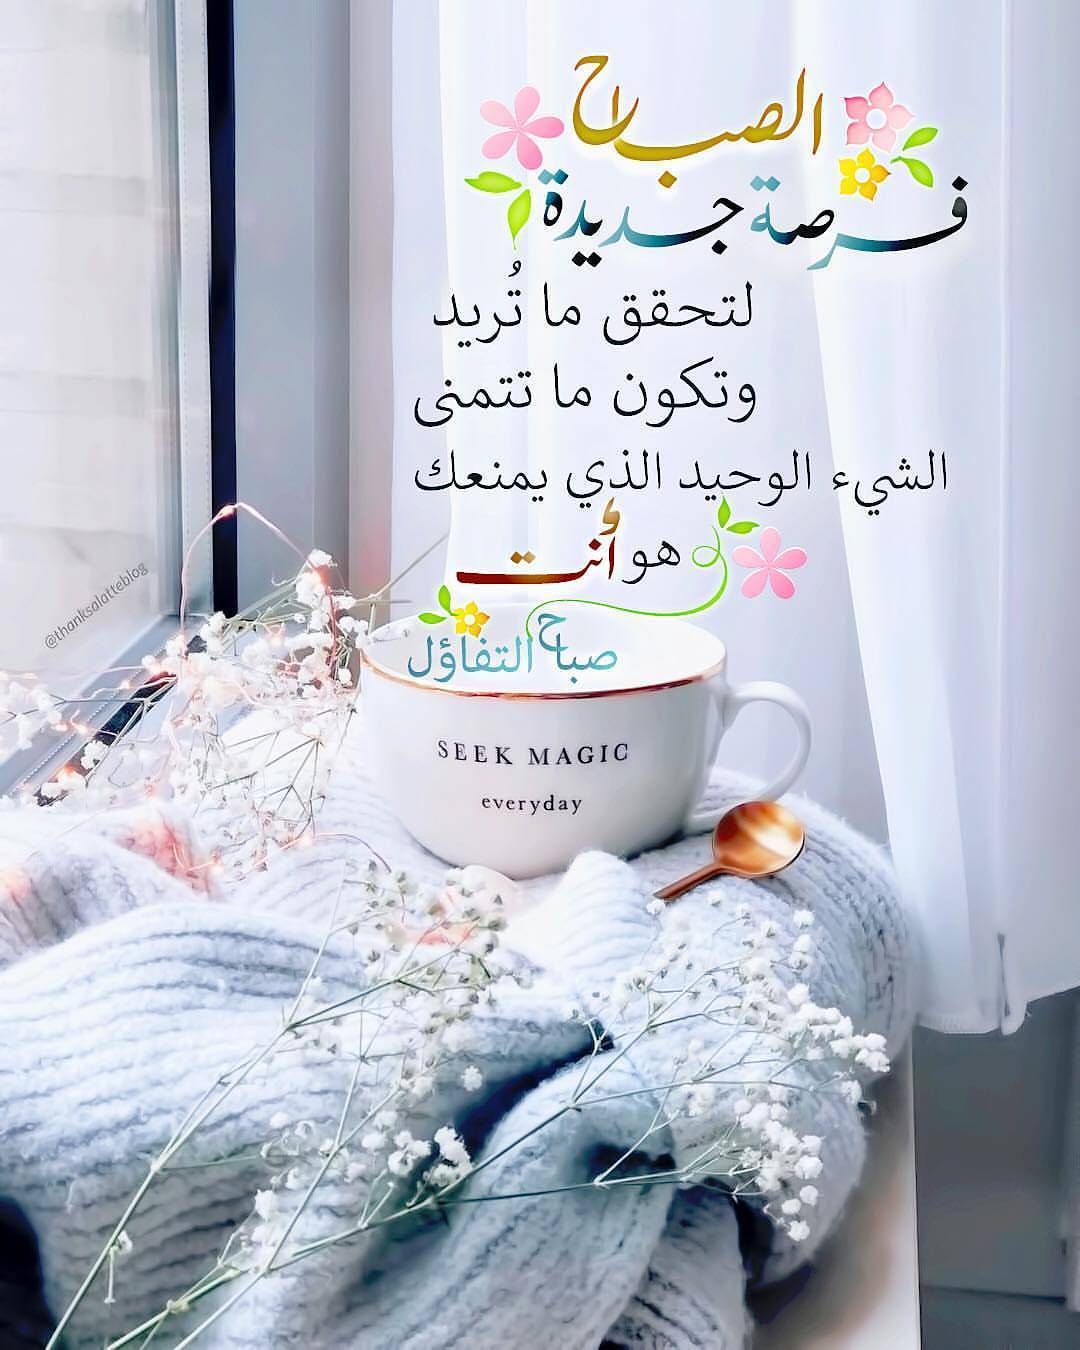 الصباح
فرصة جديدة
لتحقق ما تُريد
وتكون ما تتمنى
الشيء الوحيد الذي يمنعك
هو أنت
صباح التفاؤل
SEEK MAGIC
everyday
@thanksalatteblog